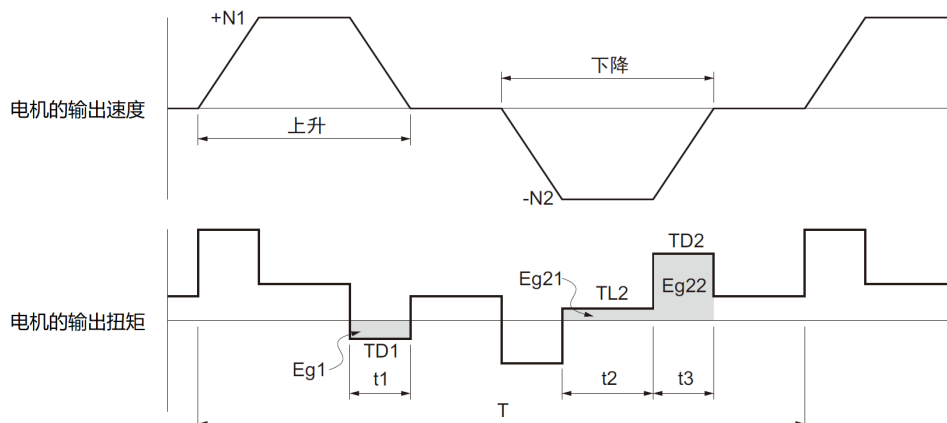 +N1
下降
电机的输出速度
上升
-N2
TD2
Eg21
TL2
Eg22
电机的输出扭矩
TD1
Eg1
t1
t2
t3
T